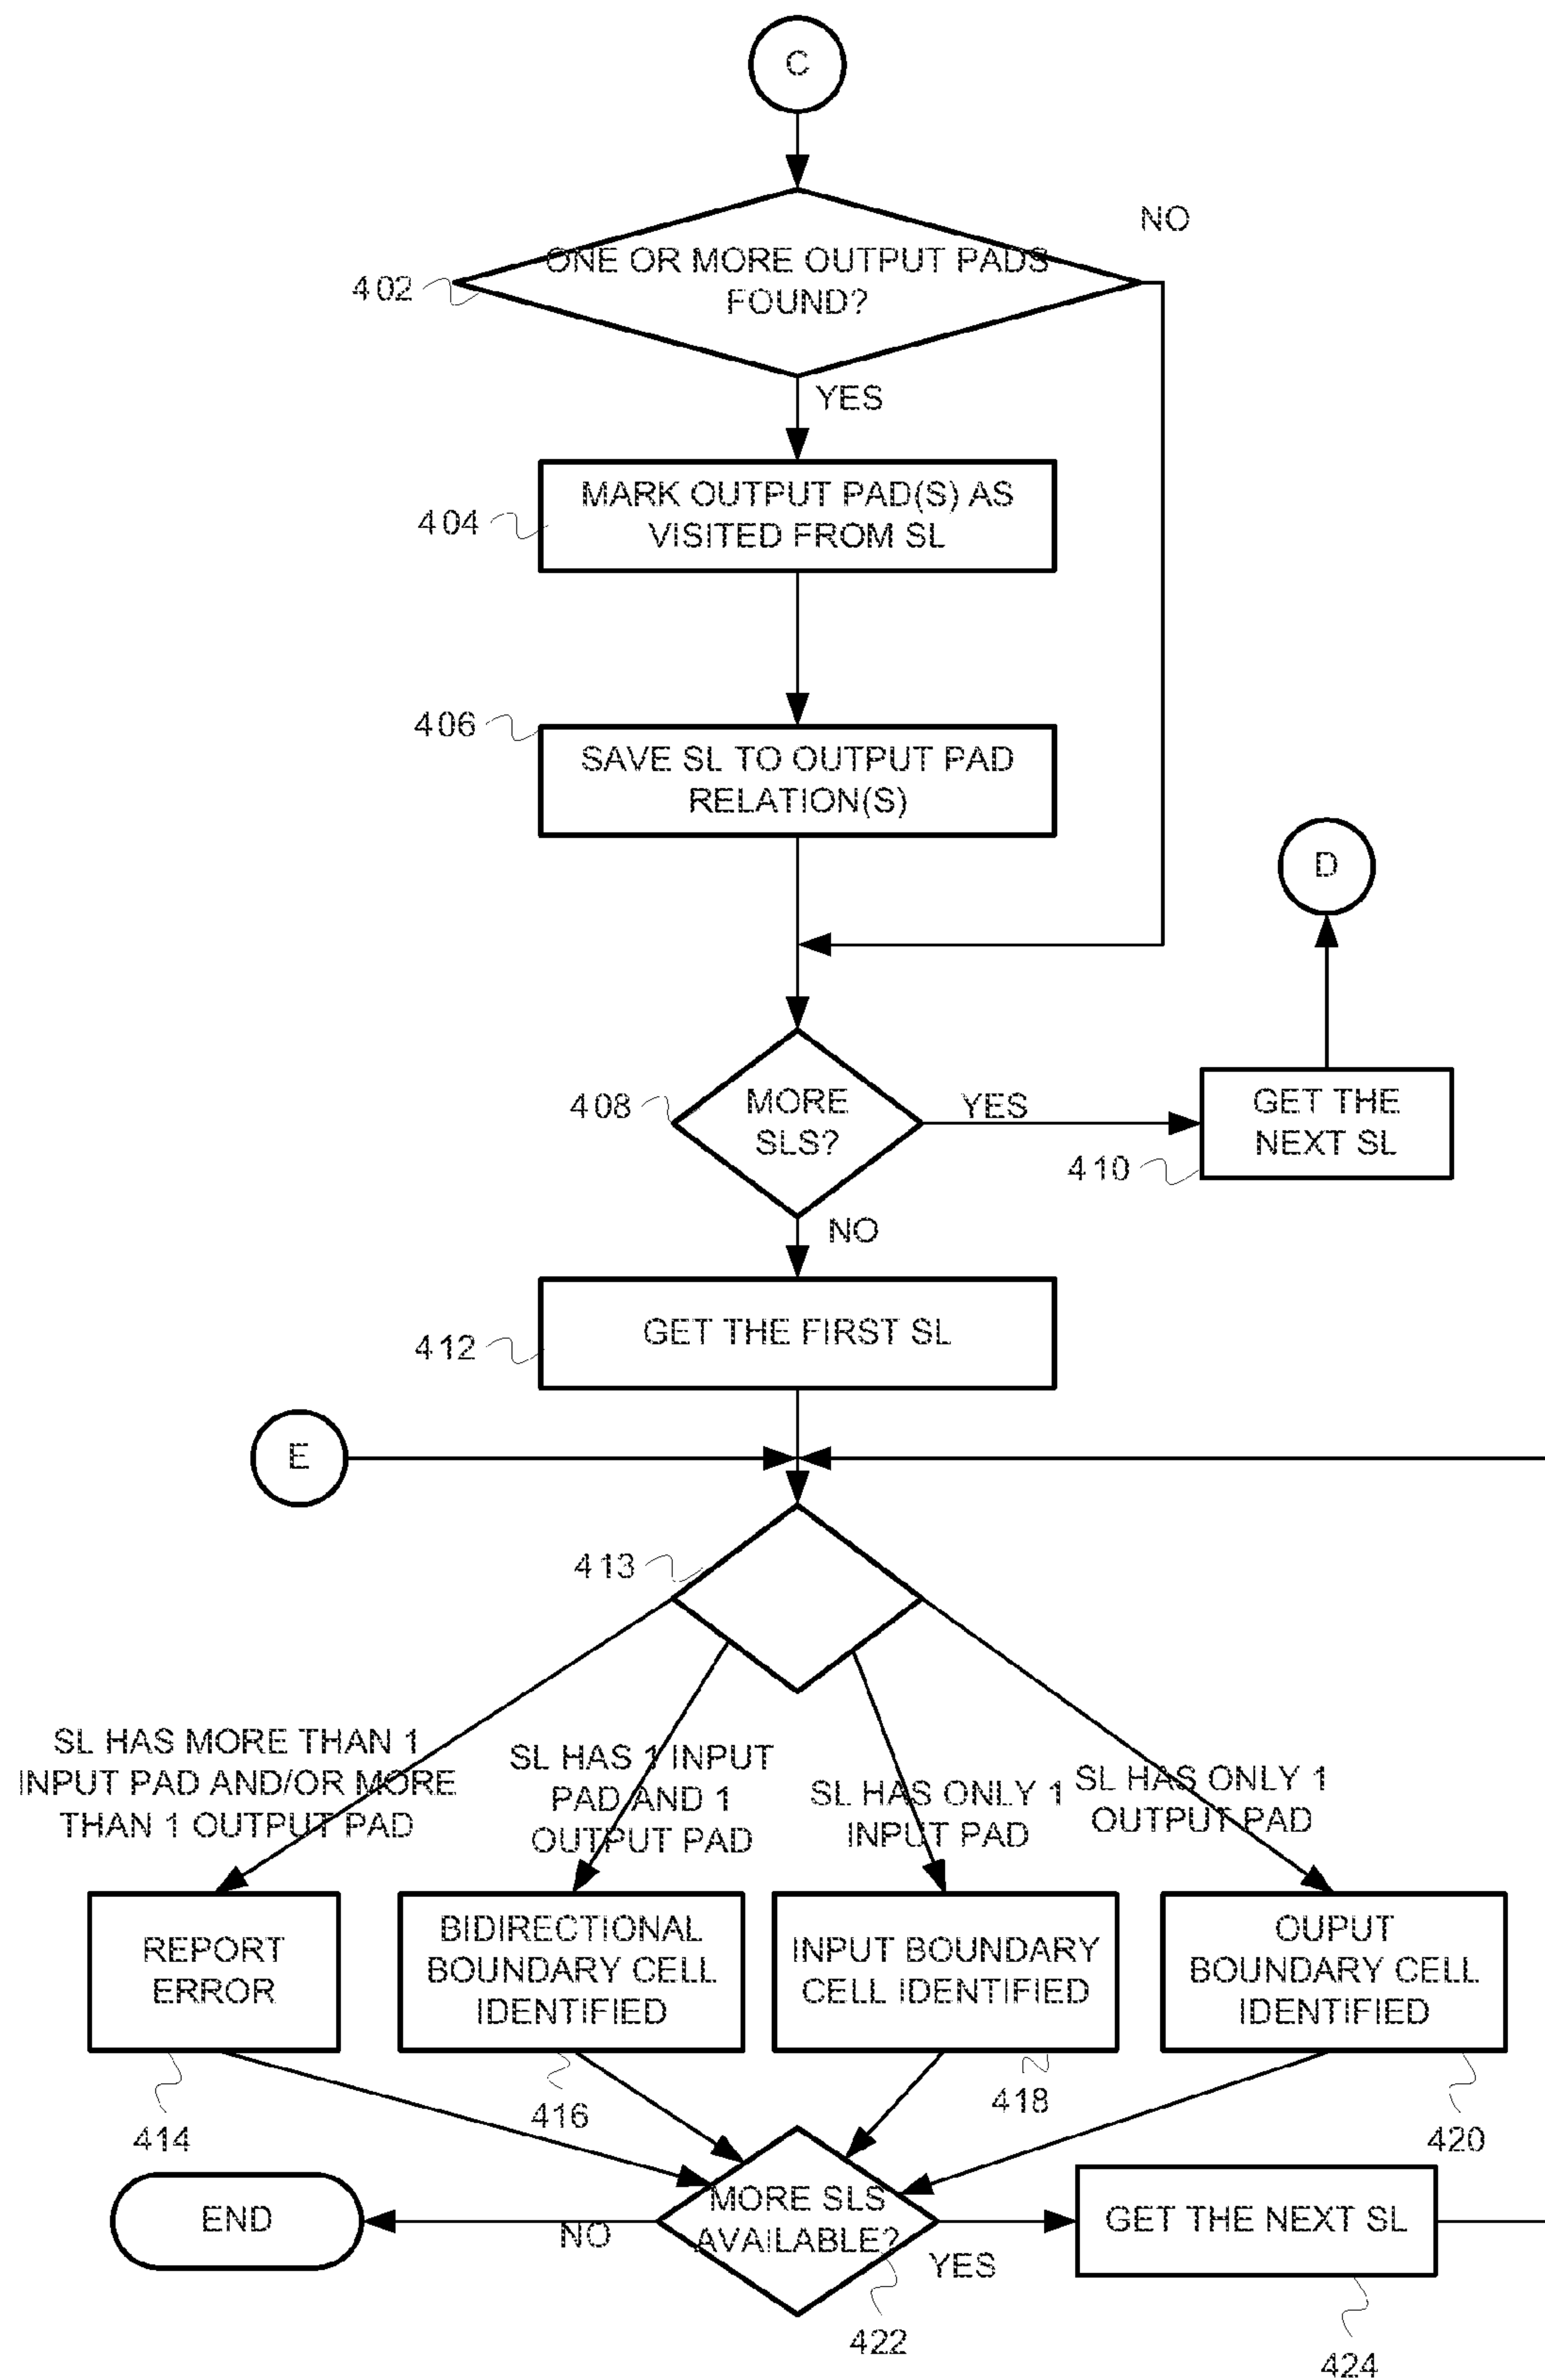 C
NO
ONE OR MORE OUTPUT PADS
FOUND?
402
YES
MARK OUTPUT PAD(S) AS
VISITED FROM SL
404
406
SAVE SL TO OUTPUT PAD
RELATION(S)
D
408
MORE
SLS?
YES
GET THE
NEXT SL
410
NO
GET THE FIRST SL
412
E
413
SL HAS MORE THAN 1
INPUT PAD AND/OR MORE
THAN 1 OUTPUT PAD
SL HAS 1 INPUT
PAD AND 1
OUTPUT PAD
SL HAS ONLY 1
INPUT PAD
SL HAS ONLY 1
OUTPUT PAD
REPORT
ERROR
BIDIRECTIONAL
BOUNDARY CELL
IDENTIFIED
INPUT BOUNDARY
CELL IDENTIFIED
OUPUT
BOUNDARY CELL
IDENTIFIED
414
416
418
420
END
NO
MORE SLS
AVAILABLE?
YES
GET THE NEXT SL
422
424